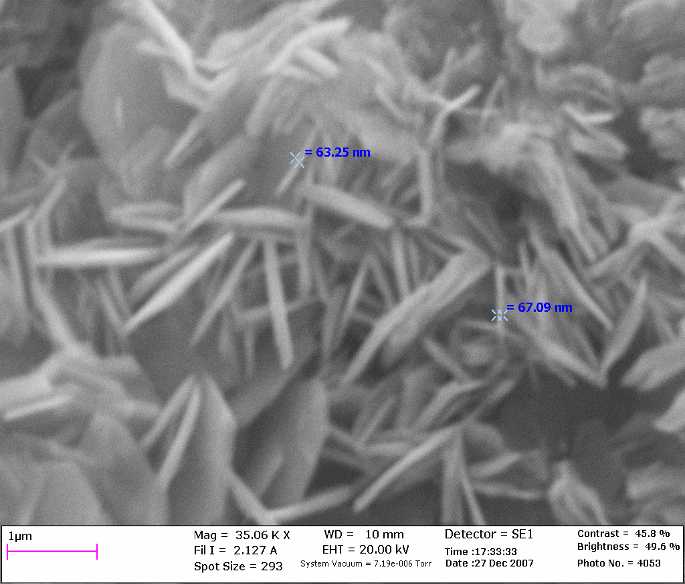 = 63.25 nm
= 67.09 nm
1µm
Mag = 35.06 K X
Fil I = 2.127 A
Spot Size = 293
WD = 10 mm
EHT = 20.00 kV
System Vacuum = 7.19e-006 Torr
Detector = SE1
Time :17:33:33
Date :27 Dec 2007
Contrast = 45.8 %
Brightness = 49.6 %
Photo No. = 4053